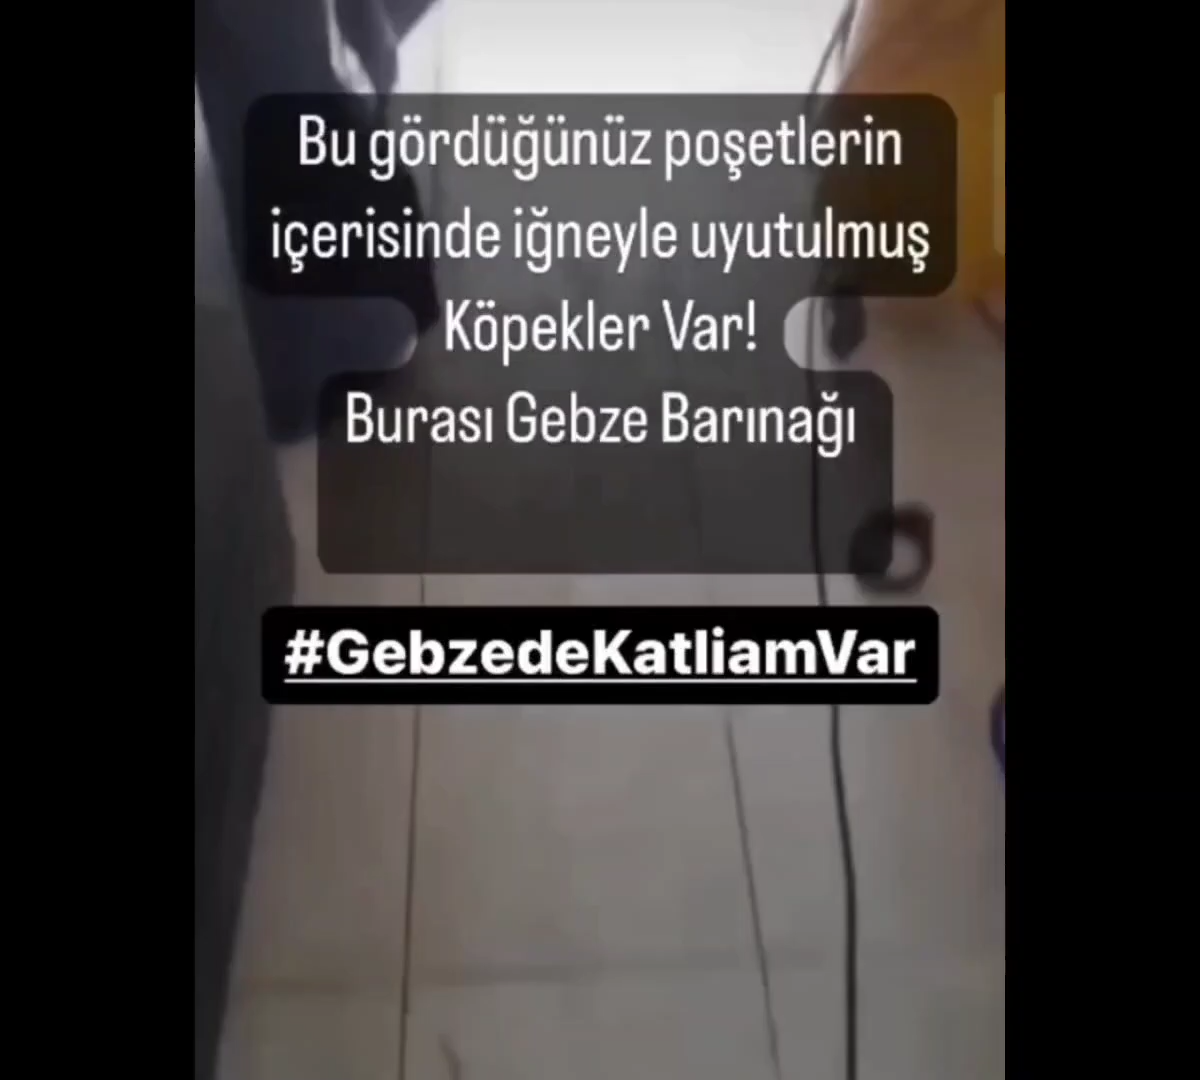 Bu gördüğünüz poşetlerin
içerisinde iğneyle uyutulmuş
Köpekler Var!
Burası Gebze Barınağı
#GebzedeKatliamVar